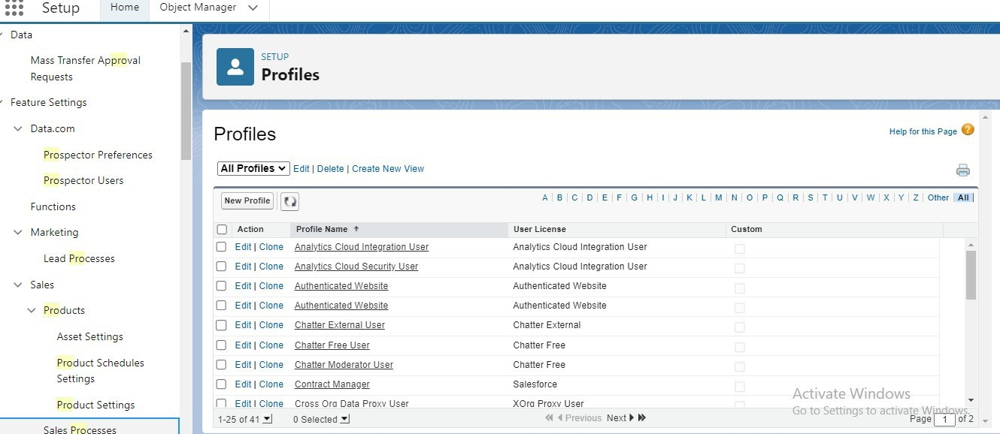 Setup
Home
Object Manager
Data
Mass Transfer Approval
Requests
Feature Settings
Data.com
Prospector Preferences
Prospector Users
Functions
Marketing
Lead Processes
Sales
Products
Asset Settings
Product Schedules
Settings
Product Settings
Sales Processes
SETUP
Profiles
Profiles
Help for this Page ?
All Profiles Edit | Delete | Create New View
New Profile
A | B | C | D | E | F | G | H | I | J | K | L | M | N | O | P | Q | R | S | T | U | V | W | X | Y | Z | Other | All |
Action Profile Name ↑ User License Custom
Edit | Clone Analytics Cloud Integration User Analytics Cloud Integration User
Edit | Clone Analytics Cloud Security User Analytics Cloud Integration User
Edit | Clone Authenticated Website Authenticated Website
Edit | Clone Authenticated Website Authenticated Website
Edit | Clone Chatter External User Chatter External
Edit | Clone Chatter Free User Chatter Free
Edit | Clone Chatter Moderator User Chatter Free
Edit | Clone Contract Manager Salesforce
Edit | Clone Cross Org Data Proxy User XOrg Proxy User
Activate Windows
Go to Settings to activate Windows.
1-25 of 41 0 Selected Previous Next Page 1 of 2